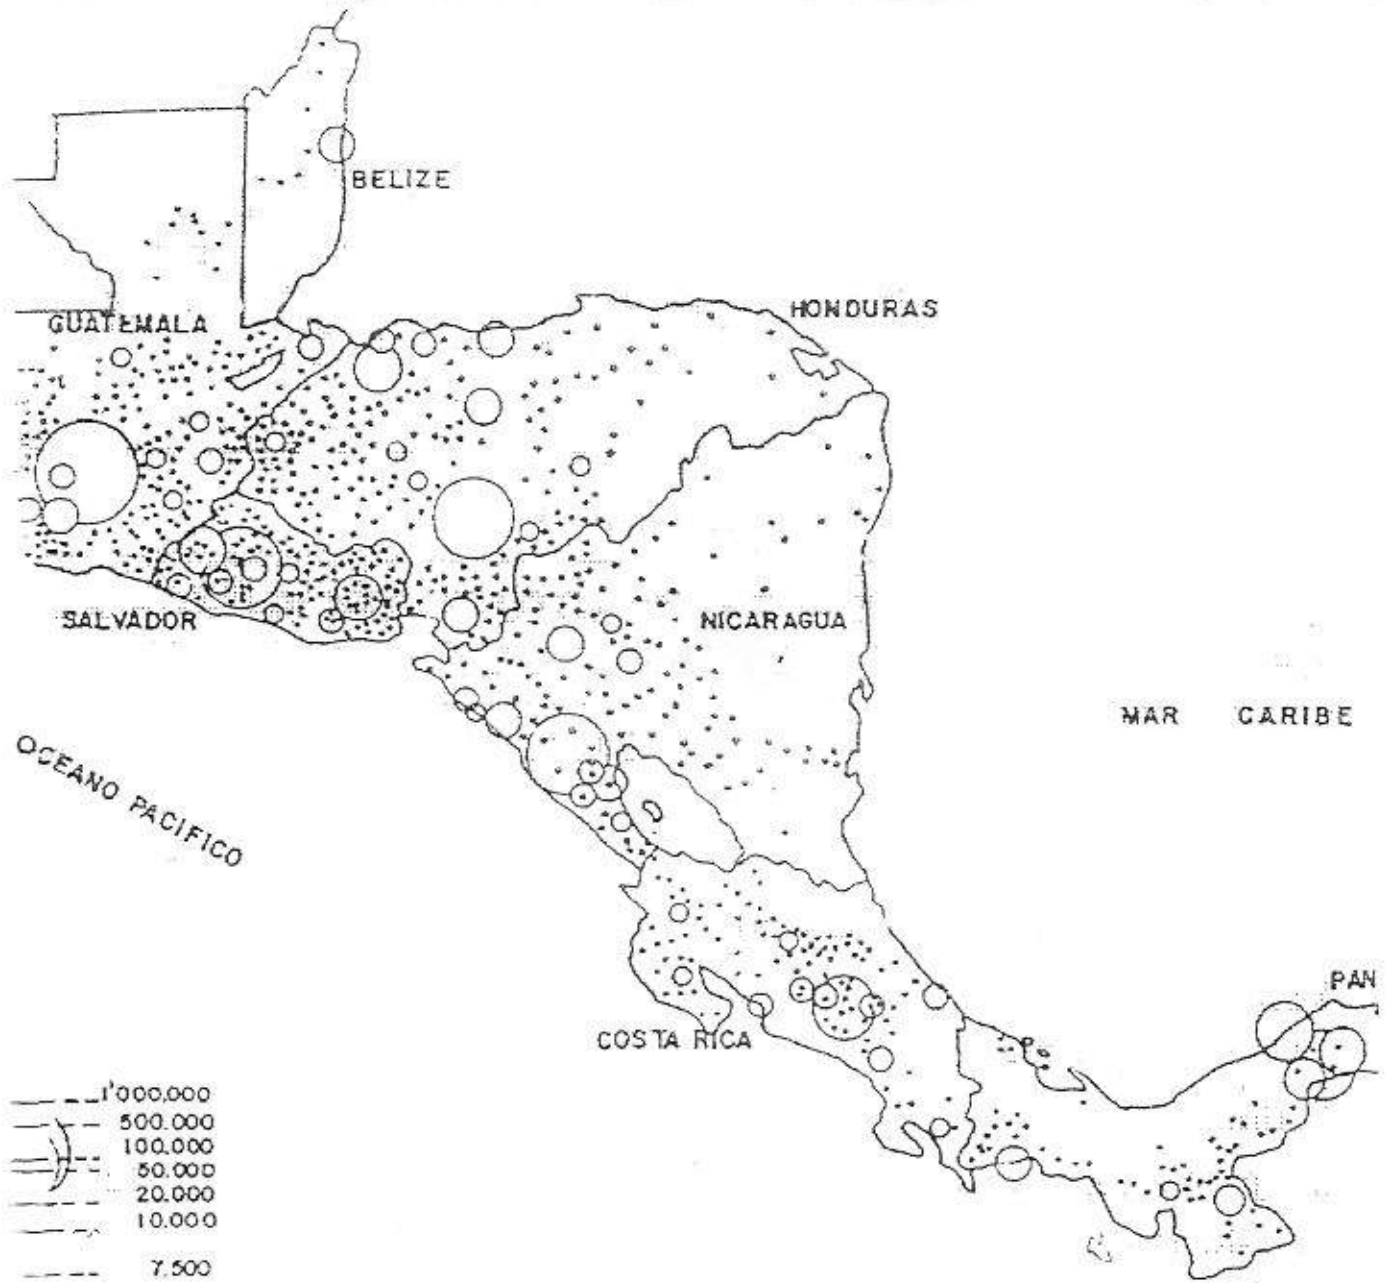 BELIZE
GUATEMALA
HONDURAS
SALVADOR
NICARAGUA
MAR CARIBE
OCEANO PACIFICO
PAN
COSTA RICA
1'000.000
500.000
100.000
50.000
20.000
10.000
7.500